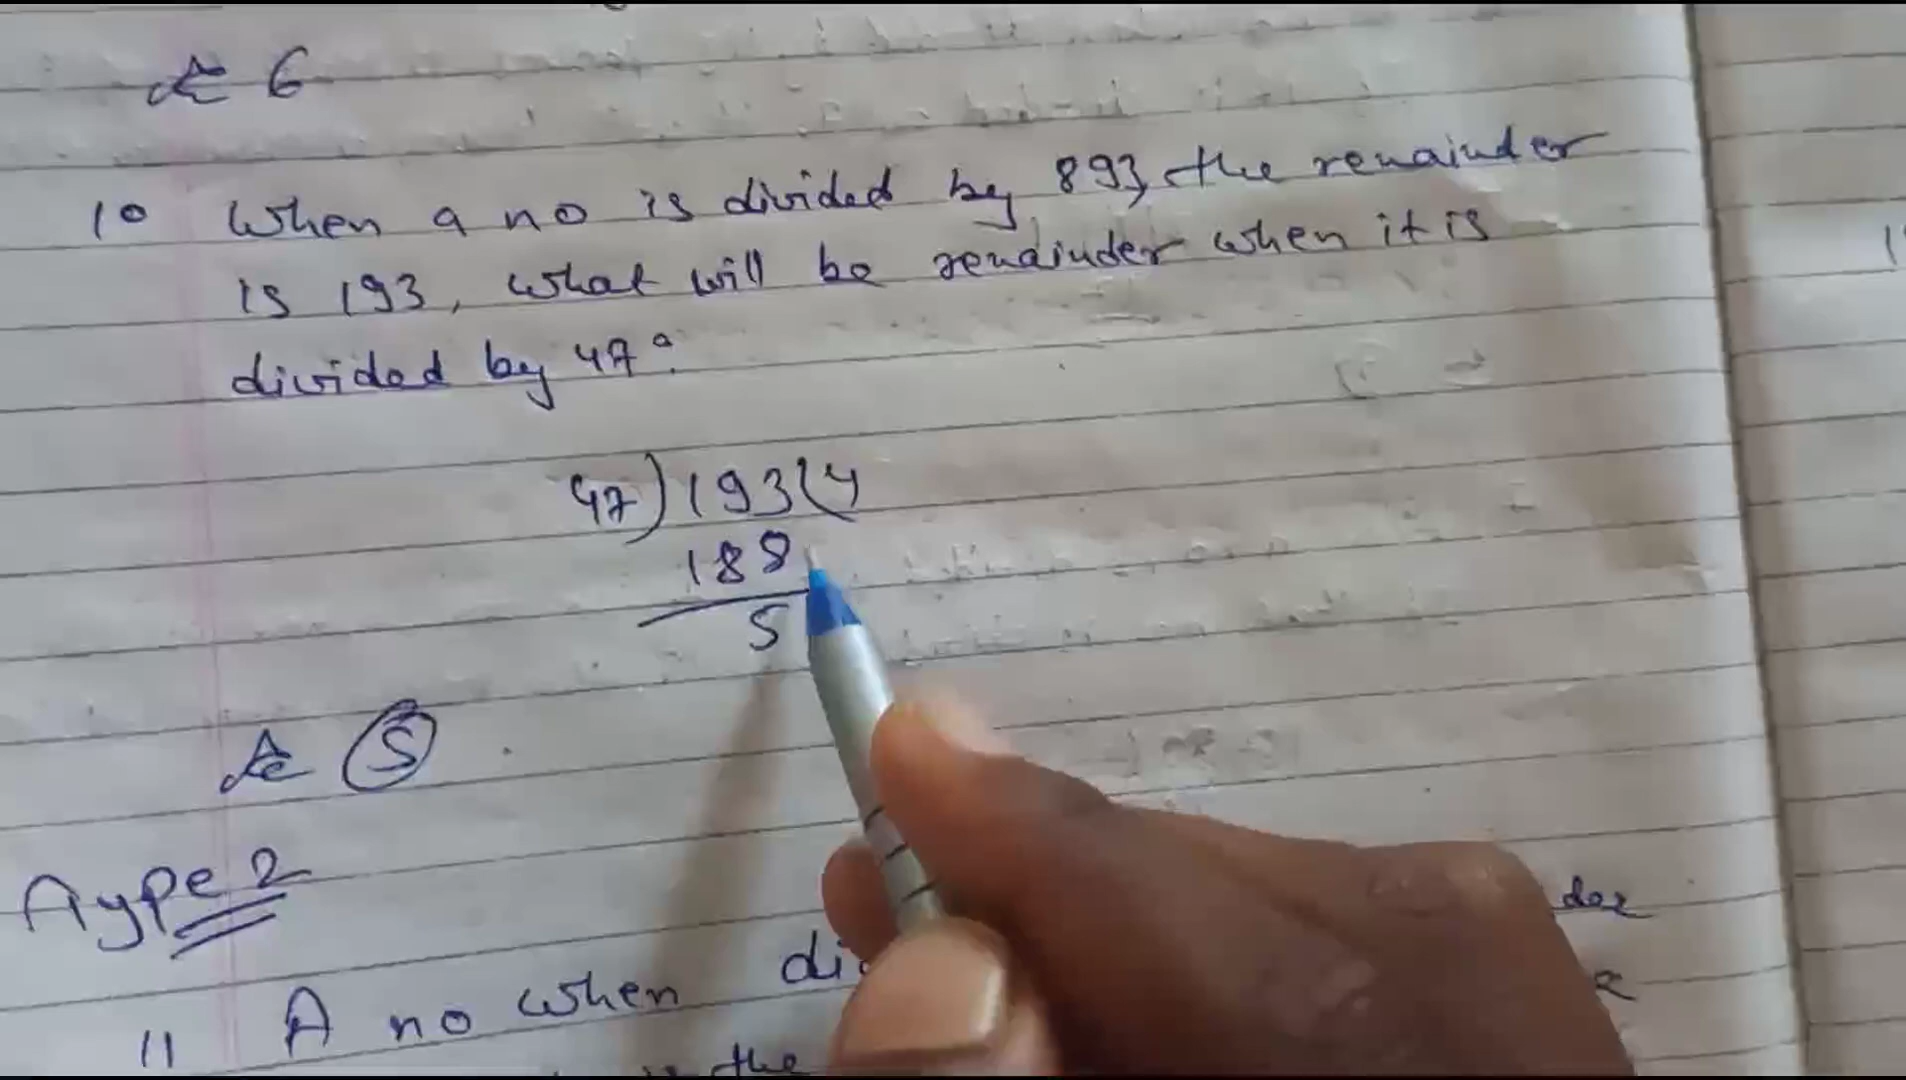 6
10 When a no is divided by 893, the remainder
is 193, what will be remainder when it is
divided by 47?
47)193(4
188
5
5
Type 2
11 A no when
the